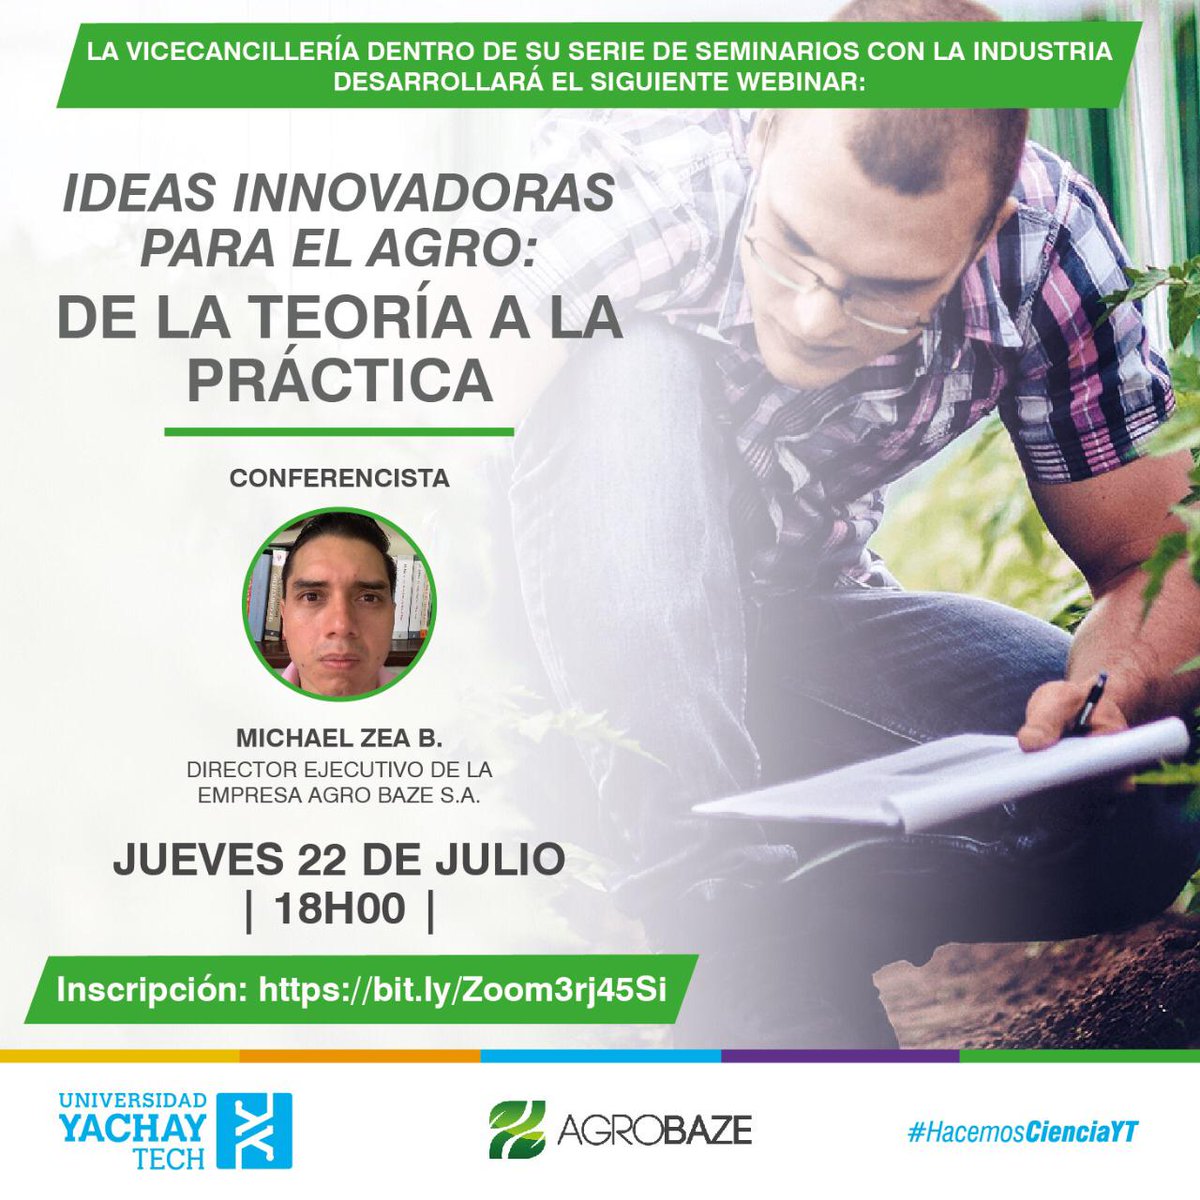 LA VICECANCILLERÍA DENTRO DE SU SERIE DE SEMINARIOS CON LA INDUSTRIA
DESARROLLARÁ EL SIGUIENTE WEBINAR:
IDEAS INNOVADORAS
PARA EL AGRO:
DE LA TEORÍA A LA
PRÁCTICA
CONFERENCISTA
MICHAEL ZEA B.
DIRECTOR EJECUTIVO DE LA
EMPRESA AGRO BAZE S.A.
JUEVES 22 DE JULIO
| 18H00 |
Inscripción: https://bit.ly/Zoom3rj45Si
UNIVERSIDAD
YACHAY
TECH
AGROBAZE
#HacemosCienciaYT